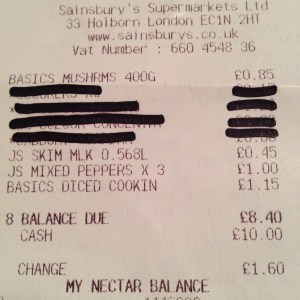 Sainsbury's Supermarkets Ltd
33 Holborn London EC1N 2HT
www.sainsburys.co.uk
Vat Number : 660 4548 36
BASICS MUSHRMS 400G £0.85
JS SKIM MLK 0.568L £0.45
JS MIXED PEPPERS X 3 £1.00
BASICS DICED COOKIN £1.15
8 BALANCE DUE £8.40
CASH £10.00
CHANGE £1.60
MY NECTAR BALANCE